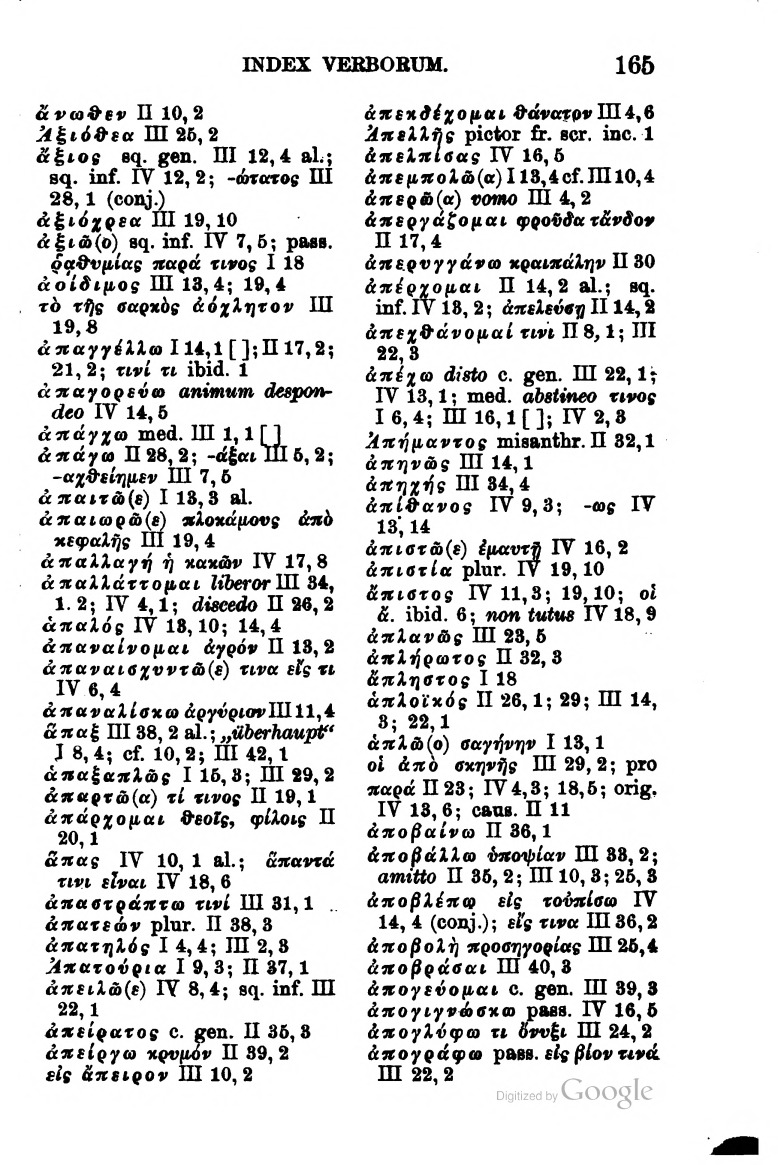 INDEX VERBORUM. 165
ἄνωθεν II 10, 2
Ἀξιόθεα III 25, 2
ἄξιος sq. gen. III 12, 4 al.;
sq. inf. IV 12, 2; -ώτατος III
28, 1 (conj.)
ἀξιόχρεα III 19, 10
ἀξιῶ(ο) sq. inf. IV 7, 5; pass.
ῥᾳθυμίας παρά τινος I 18
ἀοίδιμος III 13, 4; 19, 4
τὸ τῆς σαρκὸς ἀόχλητον III
19, 8
ἀπαγγέλλω I 14, 1 [ ]; II 17, 2;
21, 2; τινί τι ibid. 1
ἀπαγορεύω animum despon-
deo IV 14, 5
ἀπάγχω med. III 1, 1 [ ]
ἀπάγω II 28, 2; -άξαι III 5, 2;
-αχθείημεν III 7, 5
ἀπαιτῶ(ε) I 13, 3 al.
ἀπαιωρῶ(ε) πλοκάμους ἀπὸ
κεφαλῆς III 19, 4
ἀπαλλαγή ἡ κακῶν IV 17, 8
ἀπαλλάττομαι liberor III 34,
1. 2; IV 4, 1; discedo II 26, 2
ἁπαλός IV 13, 10; 14, 4
ἀπαναίνομαι ἀγρόν II 13, 2
ἀπαναισχυντῶ(ε) τινα εἴς τι
IV 6, 4
ἀπαναλίσκω ἀργύριον III 11, 4
ἅπαξ III 38, 2 al.; „überhaupt“
I 8, 4; cf. 10, 2; III 42, 1
ἁπαξαπλῶς I 15, 3; III 29, 2
ἀπαρτῶ(α) τί τινος II 19, 1
ἀπάρχομαι θεοῖς, φίλοις II
20, 1
ἅπας IV 10, 1 al.; ἅπαντά
τινι εἶναι IV 18, 6
ἀπαστράπτω τινί III 31, 1
ἀπατεών plur. II 38, 3
ἀπατηλός I 4, 4; III 2, 3
Ἀπατούρια I 9, 3; II 37, 1
ἀπειλῶ(ε) IV 8, 4; sq. inf. III
22, 1
ἀπείρατος c. gen. II 35, 3
ἀπείργω κρυμόν II 39, 2
εἰς ἄπειρον III 10, 2
ἀπεκδέχομαι θάνατον III 4, 6
Ἀπελλῆς pictor fr. scr. inc. 1
ἀπελπίσας IV 16, 5
ἀπεμπολῶ(α) I 13, 4 cf. III 10, 4
ἀπερῶ(α) vomo III 4, 2
ἀπεργάζομαι φροῦδα τἄνδον
II 17, 4
ἀπερυγγάνω κραιπάλην II 30
ἀπέρχομαι II 14, 2 al.; sq.
inf. IV 13, 2; ἀπελεύσῃ II 14, 2
ἀπεχθάνομαί τινι II 8, 1; III
22, 3
ἀπέχω disto c. gen. III 22, 1;
IV 13, 1; med. abstineo τινος
I 6, 4; III 16, 1 [ ]; IV 2, 3
Ἀπήμαντος misanthr. II 32, 1
ἀπηνῶς III 14, 1
ἀπηχής III 34, 4
ἀπίθανος IV 9, 3; -ως IV
13, 14
ἀπιστῶ(ε) ἐμαυτῇ IV 16, 2
ἀπιστία plur. IV 19, 10
ἄπιστος IV 11, 3; 19, 10; οἱ
ἄ. ibid. 6; non tutus IV 18, 9
ἀπλανῶς III 23, 5
ἀπλήρωτος II 32, 3
ἄπληστος I 18
ἁπλοϊκός II 26, 1; 29; III 14,
3; 22, 1
ἁπλῶ(ο) σαγήνην I 13, 1
οἱ ἀπὸ σκηνῆς III 29, 2; pro
παρά II 23; IV 4, 3; 18, 5; orig.
IV 13, 6; caus. II 11
ἀποβαίνω II 36, 1
ἀποβάλλω ὑποψίαν III 33, 2;
amitto II 35, 2; III 10, 3; 25, 3
ἀποβλέπω εἰς τοὐπίσω IV
14, 4 (conj.); εἴς τινα III 36, 2
ἀποβολὴ προσηγορίας III 25, 4
ἀποβράσαι III 40, 3
ἀπογεύομαι c. gen. III 39, 3
ἀπογιγνώσκω pass. IV 16, 5
ἀπογλύφω τι ὄνυξι III 24, 2
ἀπογράφω pass. εἰς βίον τινά
III 22, 2
Digitized by Google